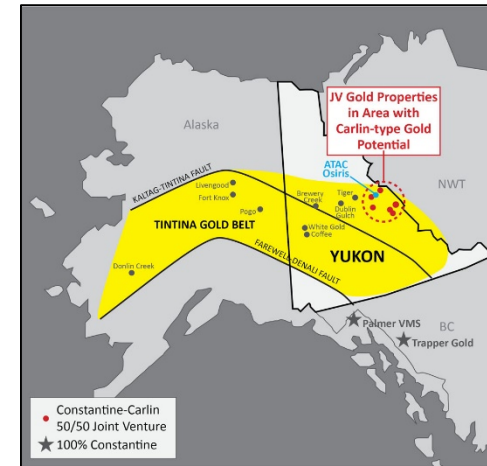 JV Gold Properties
in Area with
Carlin-type Gold
Potential
Alaska
ATAC
Osiris
NWT
KALTAG-TINTINA FAULT
Livengood
Fort Knox
Brewery
Creek
Tiger
Dublin
Gulch
Pogo
TINTINA GOLD BELT
White Gold
Coffee
YUKON
FAREWELL-DENALI FAULT
Donlin Creek
Palmer VMS
BC
Trapper Gold
Constantine-Carlin
50/50 Joint Venture
100% Constantine